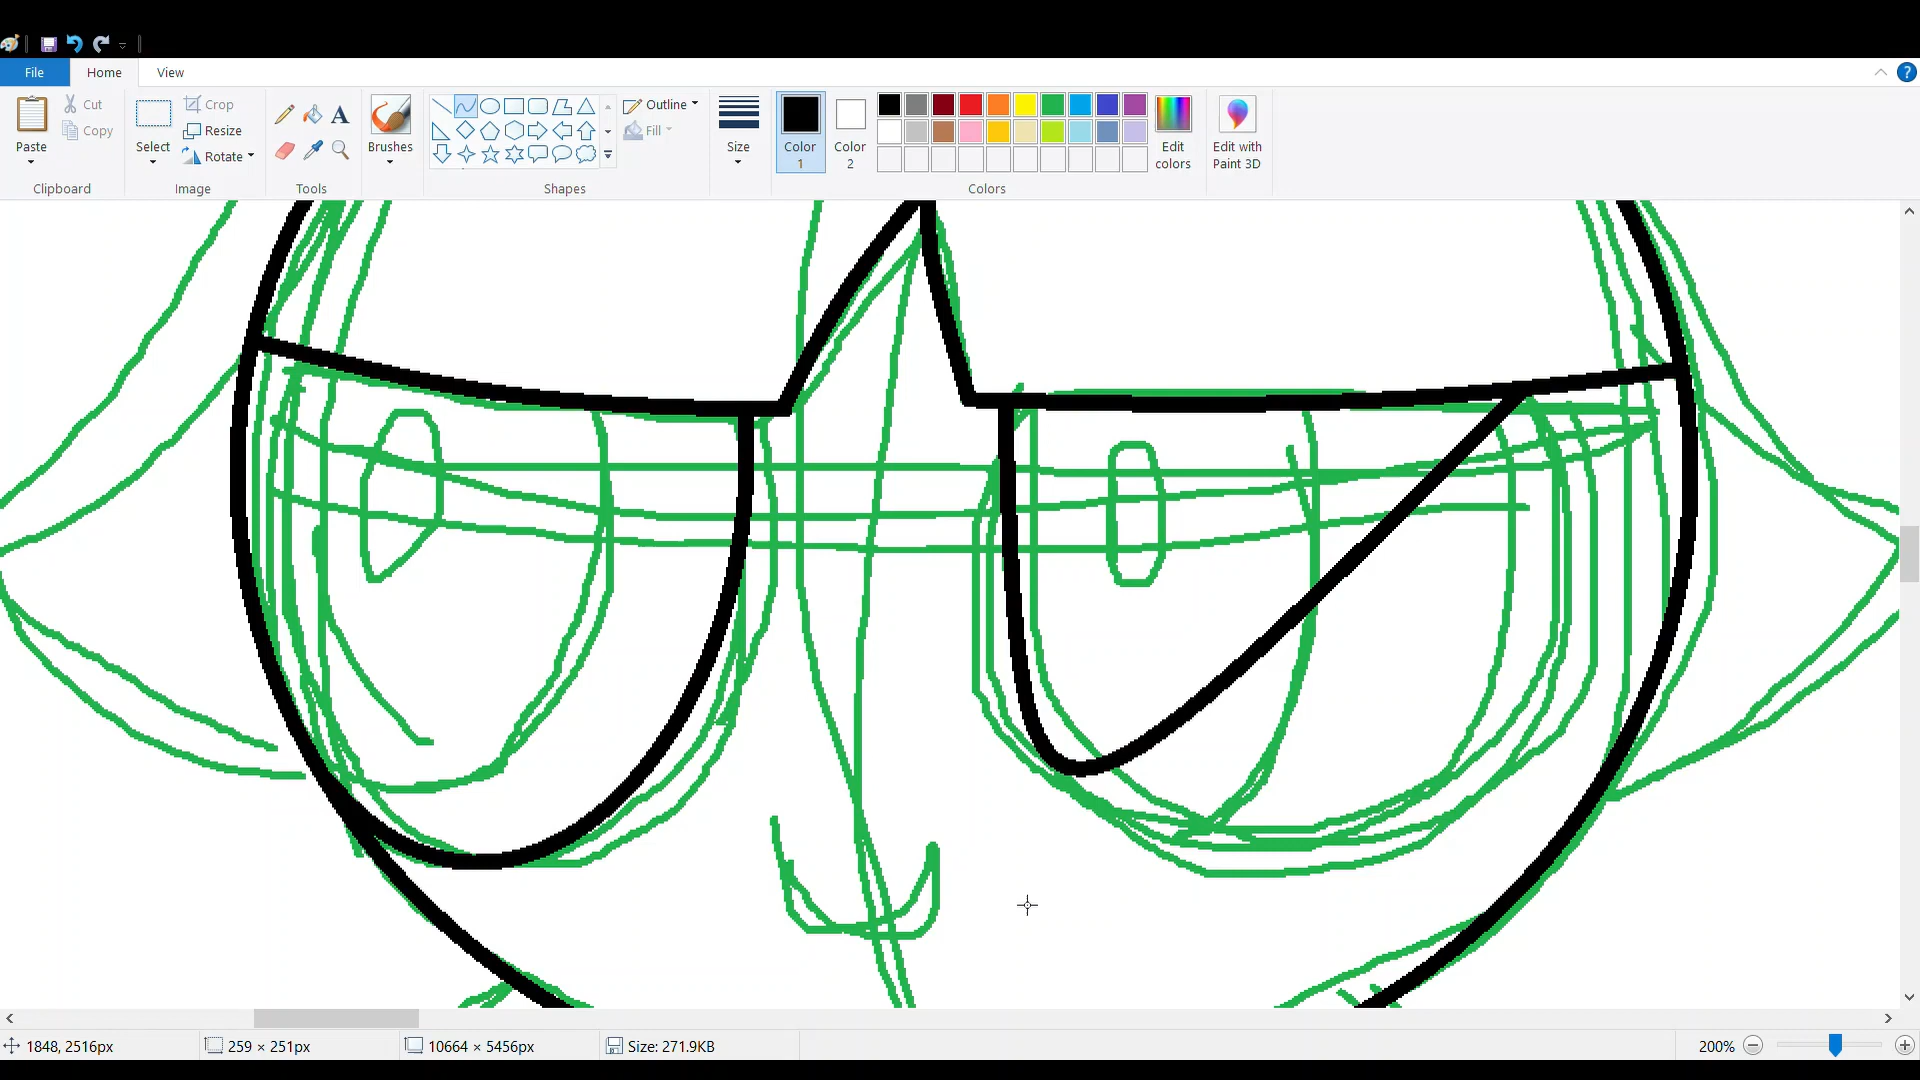 File Home View
?
Paste
Cut
Copy
Clipboard
Select
Crop
Resize
Rotate
Image
A
Tools
Brushes
Outline
Fill
Shapes
Size
Color
1
Color
2
Edit
colors
Colors
Edit with
Paint 3D
1848, 2516px
259 × 251px
10664 × 5456px
Size: 271.9KB
200%